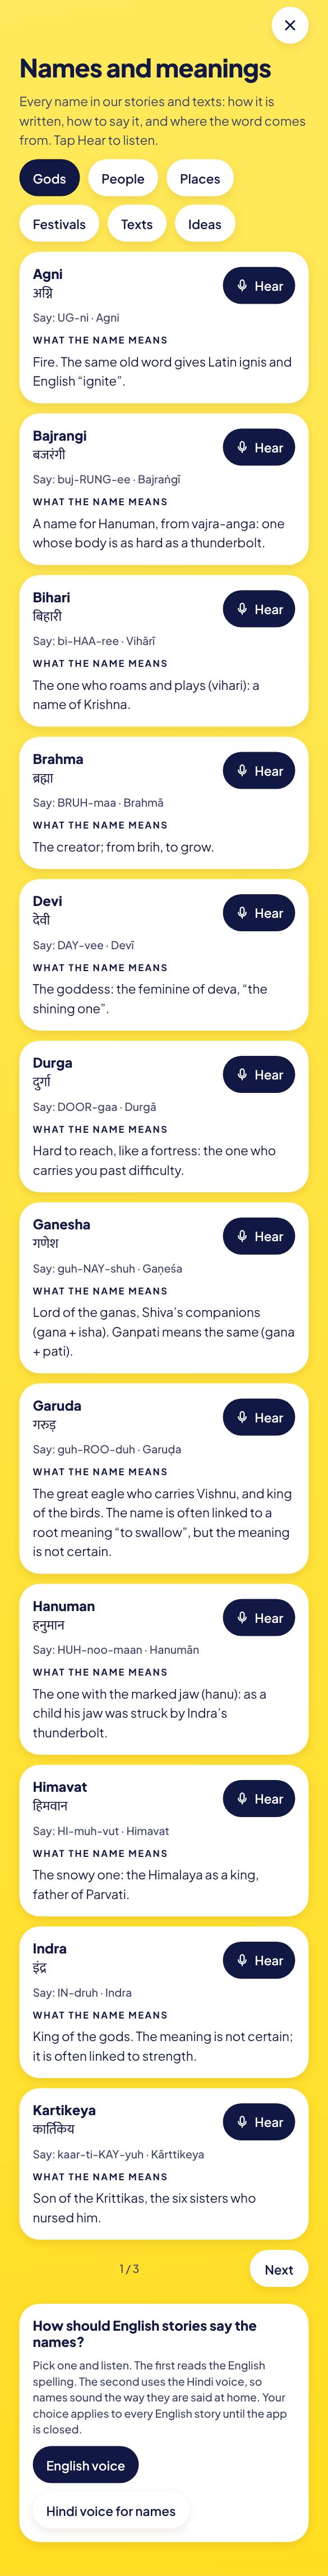 Names and meanings
Every name in our stories and texts: how it is
written, how to say it, and where the word comes
from. Tap Hear to listen.
Gods People Places
Festivals Texts Ideas
Agni
अग्नि
Hear
Say: UG-ni · Agni
WHAT THE NAME MEANS
Fire. The same old word gives Latin ignis and
English “ignite”.
Bajrangi
बजरंगी
Hear
Say: buj-RUNG-ee · Bajraṅgī
WHAT THE NAME MEANS
A name for Hanuman, from vajra-anga: one
whose body is as hard as a thunderbolt.
Bihari
बिहारी
Hear
Say: bi-HAA-ree · Vihārī
WHAT THE NAME MEANS
The one who roams and plays (vihari): a
name of Krishna.
Brahma
ब्रह्मा
Hear
Say: BRUH-maa · Brahmā
WHAT THE NAME MEANS
The creator; from brih, to grow.
Devi
देवी
Hear
Say: DAY-vee · Devī
WHAT THE NAME MEANS
The goddess: the feminine of deva, “the
shining one”.
Durga
दुर्गा
Hear
Say: DOOR-gaa · Durgā
WHAT THE NAME MEANS
Hard to reach, like a fortress: the one who
carries you past difficulty.
Ganesha
गणेश
Hear
Say: guh-NAY-shuh · Gaṇeśa
WHAT THE NAME MEANS
Lord of the ganas, Shiva’s companions
(gana + isha). Ganpati means the same (gana
+ pati).
Garuda
गरुड़
Hear
Say: guh-ROO-duh · Garuḍa
WHAT THE NAME MEANS
The great eagle who carries Vishnu, and king
of the birds. The name is often linked to a
root meaning “to swallow”, but the meaning
is not certain.
Hanuman
हनुमान
Hear
Say: HUH-noo-maan · Hanumān
WHAT THE NAME MEANS
The one with the marked jaw (hanu): as a
child his jaw was struck by Indra’s
thunderbolt.
Himavat
हिमवान
Hear
Say: HI-muh-vut · Himavat
WHAT THE NAME MEANS
The snowy one: the Himalaya as a king,
father of Parvati.
Indra
इंद्र
Hear
Say: IN-druh · Indra
WHAT THE NAME MEANS
King of the gods. The meaning is not certain;
it is often linked to strength.
Kartikeya
कार्तिकेय
Hear
Say: kaar-ti-KAY-yuh · Kārttikeya
WHAT THE NAME MEANS
Son of the Krittikas, the six sisters who
nursed him.
1 / 3 Next
How should English stories say the
names?
Pick one and listen. The first reads the English
spelling. The second uses the Hindi voice, so
names sound the way they are said at home. Your
choice applies to every English story until the app
is closed.
English voice
Hindi voice for names